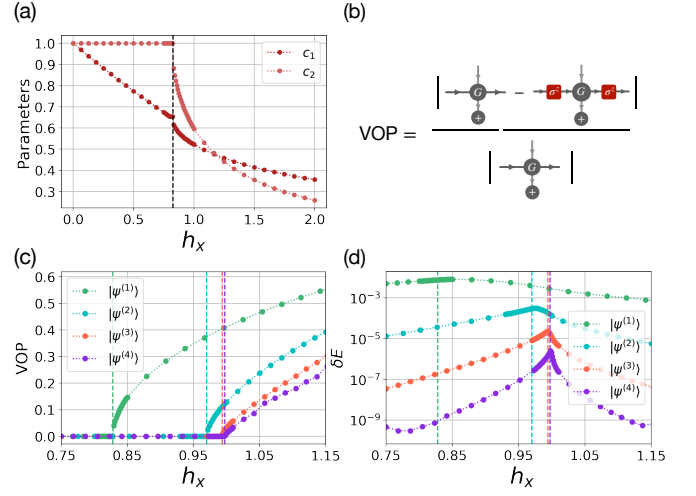 (a)
1.0
0.9
0.8
0.7
0.6
0.5
0.4
0.3
Parameters
c₁
c₂
0.0 0.5 1.0 1.5 2.0
hₓ
(b)
VOP =
G
+
−
σᶻ G σᶻ
+
G
+
(c)
0.6
0.5
0.4
0.3
0.2
0.1
0.0
VOP
|ψ⁽¹⁾⟩
|ψ⁽²⁾⟩
|ψ⁽³⁾⟩
|ψ⁽⁴⁾⟩
0.75 0.85 0.95 1.05 1.15
hₓ
(d)
10⁻³
10⁻⁵
10⁻⁷
10⁻⁹
δE
|ψ⁽¹⁾⟩
|ψ⁽²⁾⟩
|ψ⁽³⁾⟩
|ψ⁽⁴⁾⟩
0.75 0.85 0.95 1.05 1.15
hₓ